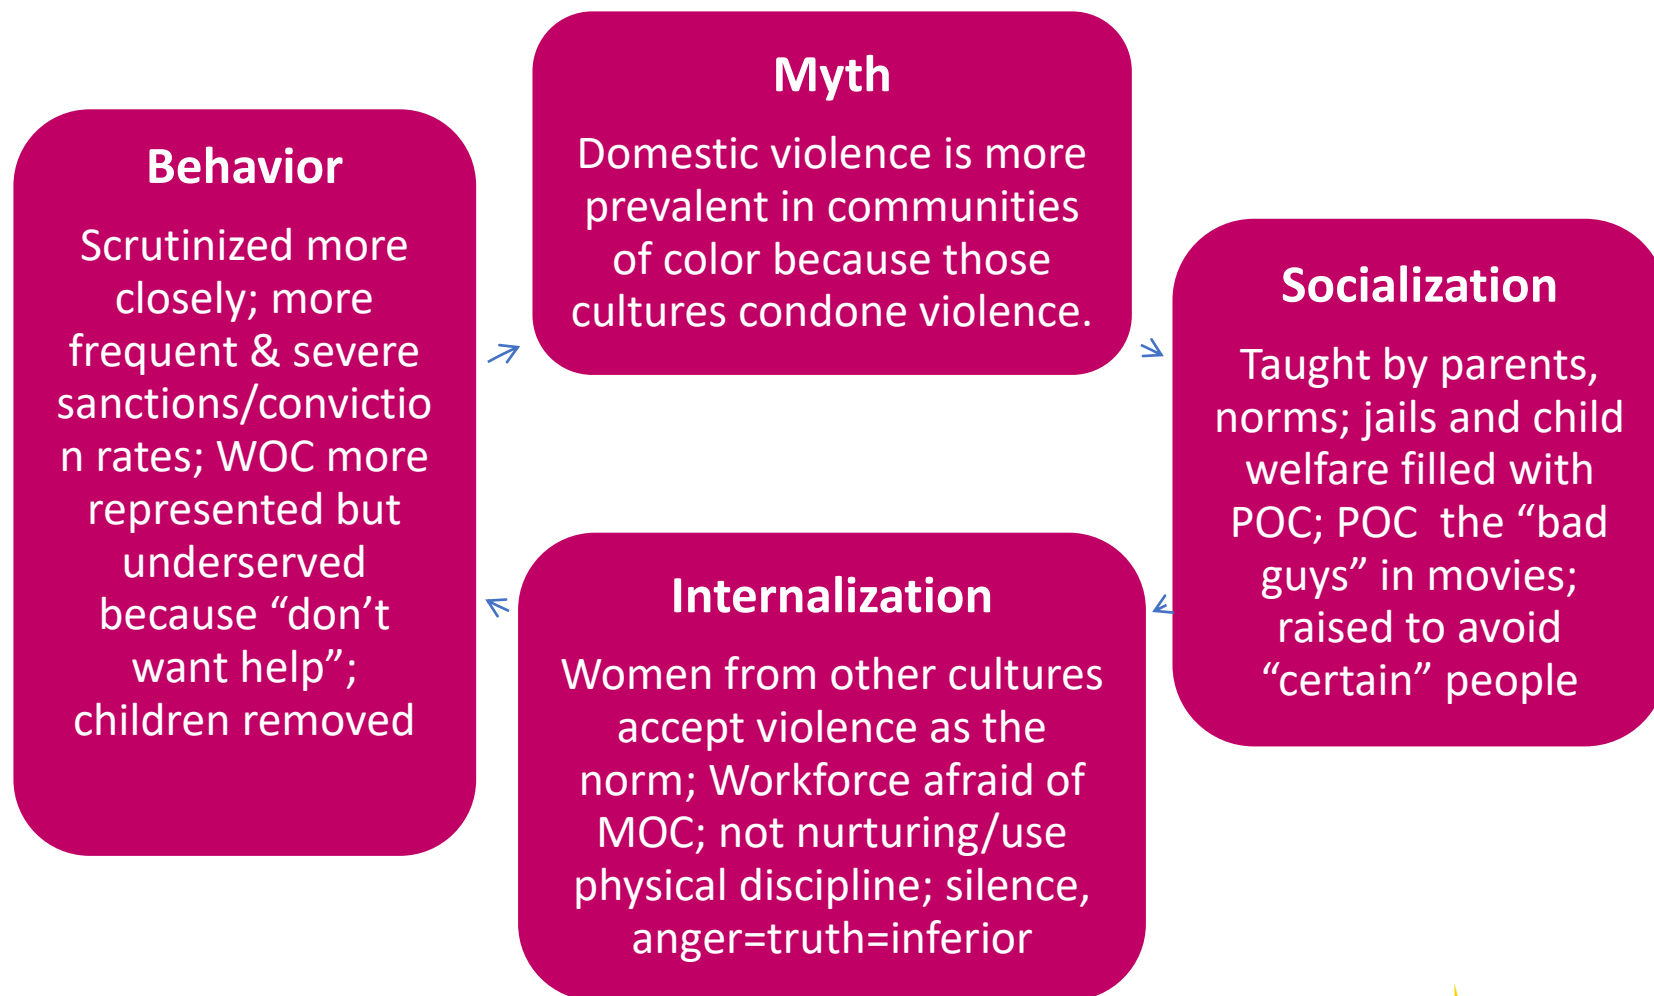 Myth
Domestic violence is more
prevalent in communities
of color because those
cultures condone violence.
Socialization
Taught by parents,
norms; jails and child
welfare filled with
POC; POC  the “bad
guys” in movies;
raised to avoid
“certain” people
Internalization
Women from other cultures
accept violence as the
norm; Workforce afraid of
MOC; not nurturing/use
physical discipline; silence,
anger=truth=inferior
Behavior
Scrutinized more
closely; more
frequent & severe
sanctions/convictio
n rates; WOC more
represented but
underserved
because “don’t
want help”;
children removed